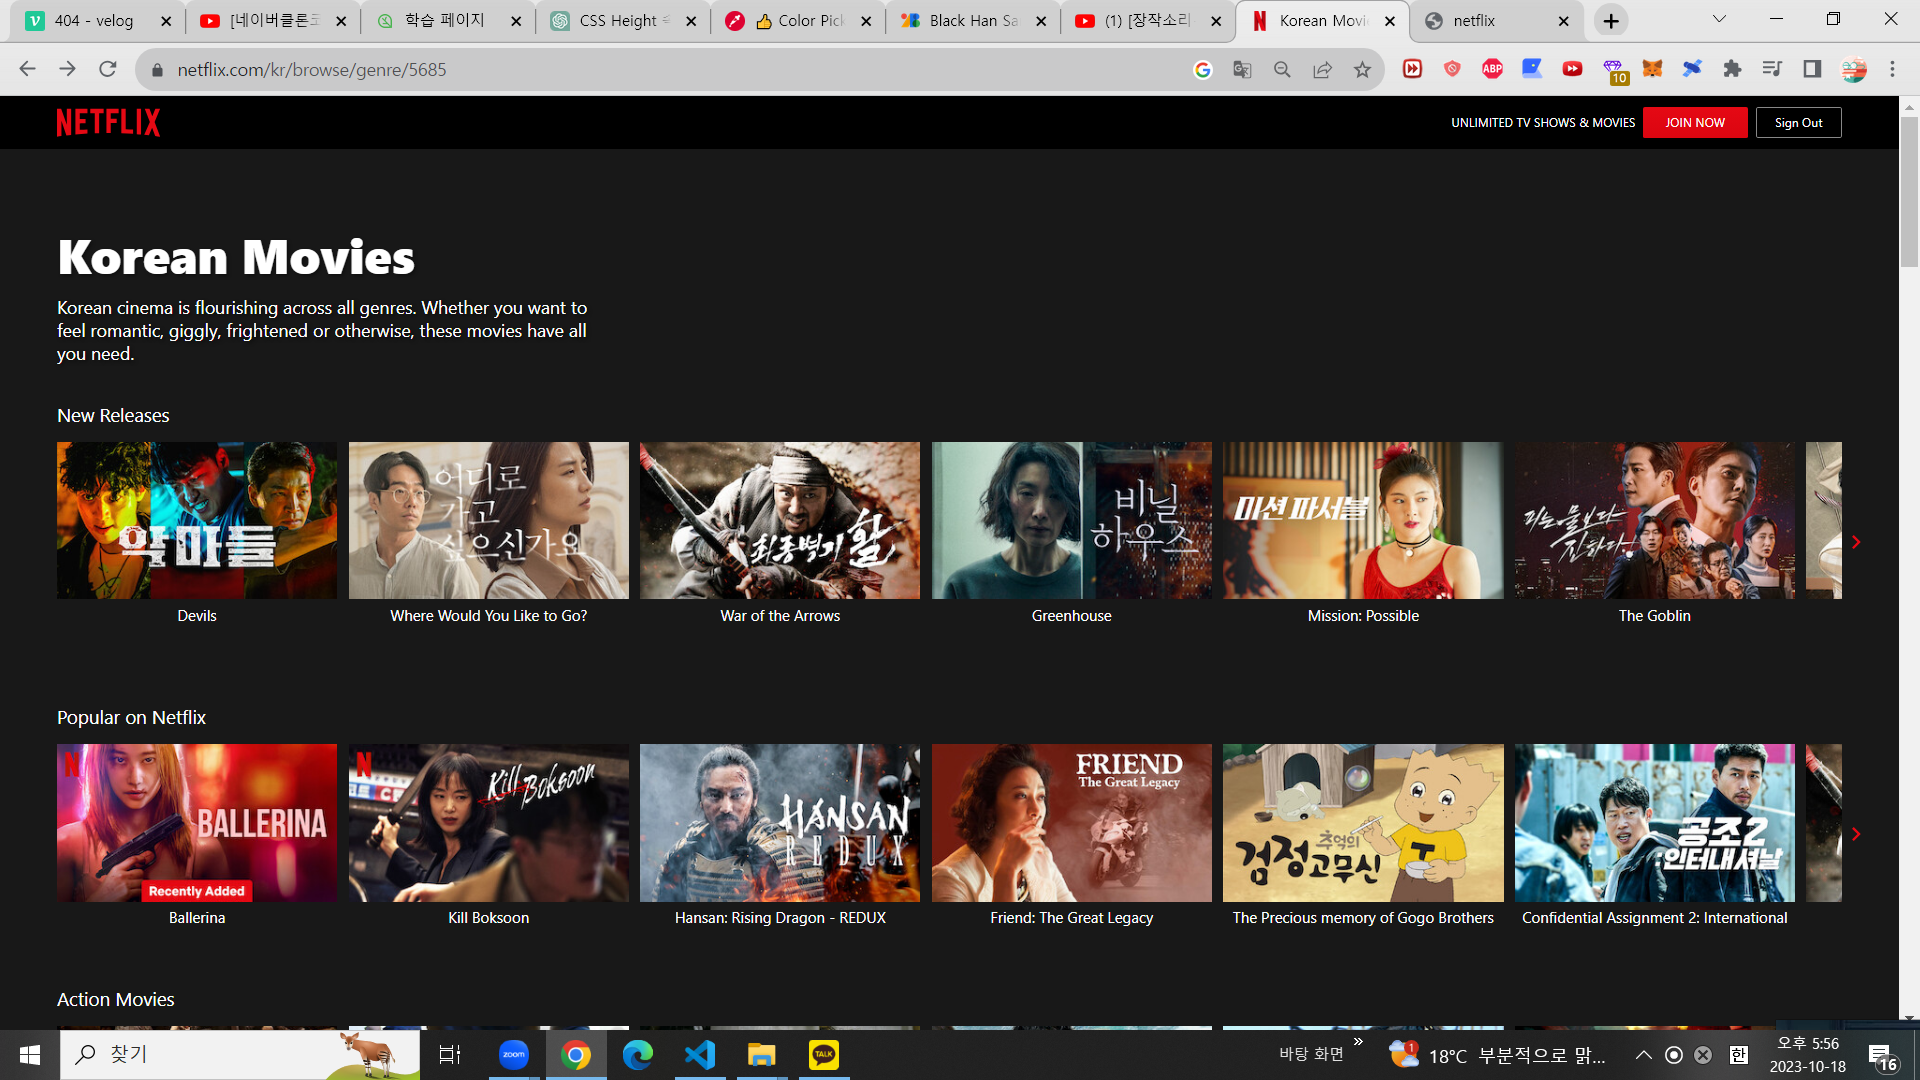 404 - velog
[네이버클론코
학습 페이지
CSS Height 속
👍 Color Pick
Black Han Sa
(1) [장작소리
Korean Movie
netflix
netflix.com/kr/browse/genre/5685
ABP
10
NETFLIX
UNLIMITED TV SHOWS & MOVIES
JOIN NOW
Sign Out
Korean Movies
Korean cinema is flourishing across all genres. Whether you want to
feel romantic, giggly, frightened or otherwise, these movies have all
you need.
New Releases
악마들
어디로
가고
싶으신가요
최종병기 활
비닐
하우스
미션 파서블
피는 물보다
진하다!
Devils
Where Would You Like to Go?
War of the Arrows
Greenhouse
Mission: Possible
The Goblin
Popular on Netflix
N
BALLERINA
Recently Added
N
Kill Boksoon
HANSAN
REDUX
FRIEND
The Great Legacy
추억의
검정고무신
T
공조2
:인터내셔날
Ballerina
Kill Boksoon
Hansan: Rising Dragon - REDUX
Friend: The Great Legacy
The Precious memory of Gogo Brothers
Confidential Assignment 2: International
Action Movies
찾기
zoom
TALK
바탕 화면
1
18°C 부분적으로 맑...
한
오후 5:56
2023-10-18
16